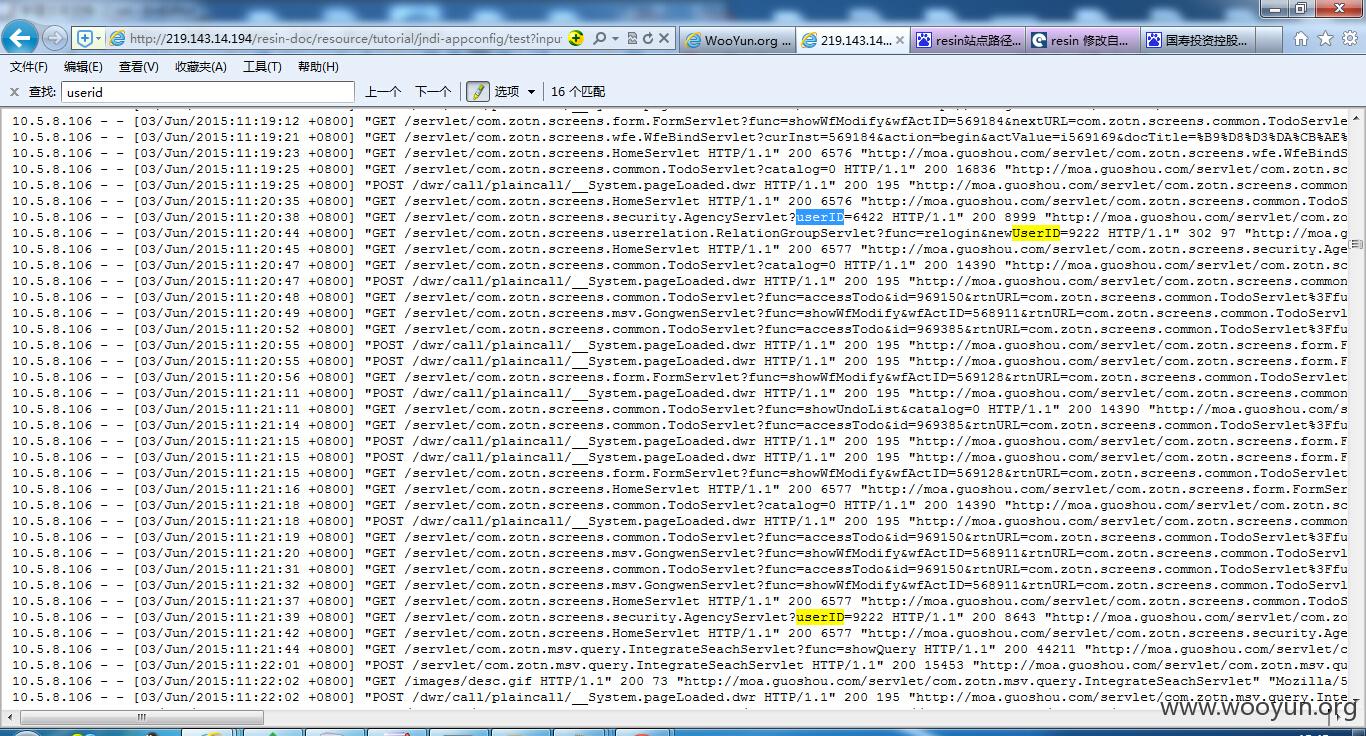 http://219.143.14.194/resin-doc/resource/tutorial/jndi-appconfig/test?inpu
WooYun.org ...
219.143.14...
resin站点路径...
resin 修改自...
国寿投资控股...
文件(F) 编辑(E) 查看(V) 收藏夹(A) 工具(T) 帮助(H)
查找: userid 上一个 下一个 选项 16 个匹配
10.5.8.106 - - [03/Jun/2015:11:19:12 +0800] "GET /servlet/com.zotn.screens.form.FormServlet?func=showWfModify&wfActID=569184&nextURL=com.zotn.screens.common.TodoServle
10.5.8.106 - - [03/Jun/2015:11:19:21 +0800] "GET /servlet/com.zotn.screens.wfe.WfeBindServlet?curInst=569184&action=begin&actValue=i569169&docTitle=%B9%D8%D3%DA%CB%AE%
10.5.8.106 - - [03/Jun/2015:11:19:23 +0800] "GET /servlet/com.zotn.screens.HomeServlet HTTP/1.1" 200 6576 "http://moa.guoshou.com/servlet/com.zotn.screens.wfe.WfeBindS
10.5.8.106 - - [03/Jun/2015:11:19:25 +0800] "GET /servlet/com.zotn.screens.common.TodoServlet?catalog=0 HTTP/1.1" 200 16836 "http://moa.guoshou.com/servlet/com.zotn.sc
10.5.8.106 - - [03/Jun/2015:11:19:25 +0800] "POST /dwr/call/plaincall/__System.pageLoaded.dwr HTTP/1.1" 200 195 "http://moa.guoshou.com/servlet/com.zotn.screens.common
10.5.8.106 - - [03/Jun/2015:11:20:35 +0800] "GET /servlet/com.zotn.screens.HomeServlet HTTP/1.1" 200 6576 "http://moa.guoshou.com/servlet/com.zotn.screens.common.TodoS
10.5.8.106 - - [03/Jun/2015:11:20:38 +0800] "GET /servlet/com.zotn.screens.security.AgencyServlet?userID=6422 HTTP/1.1" 200 8999 "http://moa.guoshou.com/servlet/com.zo
10.5.8.106 - - [03/Jun/2015:11:20:44 +0800] "GET /servlet/com.zotn.screens.userrelation.RelationGroupServlet?func=relogin&newUserID=9222 HTTP/1.1" 302 97 "http://moa.g
10.5.8.106 - - [03/Jun/2015:11:20:45 +0800] "GET /servlet/com.zotn.screens.HomeServlet HTTP/1.1" 200 6577 "http://moa.guoshou.com/servlet/com.zotn.screens.security.Age
10.5.8.106 - - [03/Jun/2015:11:20:47 +0800] "GET /servlet/com.zotn.screens.common.TodoServlet?catalog=0 HTTP/1.1" 200 14390 "http://moa.guoshou.com/servlet/com.zotn.sc
10.5.8.106 - - [03/Jun/2015:11:20:47 +0800] "POST /dwr/call/plaincall/__System.pageLoaded.dwr HTTP/1.1" 200 195 "http://moa.guoshou.com/servlet/com.zotn.screens.common
10.5.8.106 - - [03/Jun/2015:11:20:48 +0800] "GET /servlet/com.zotn.screens.common.TodoServlet?func=accessTodo&id=969150&rtnURL=com.zotn.screens.common.TodoServlet%3Ffu
10.5.8.106 - - [03/Jun/2015:11:20:49 +0800] "GET /servlet/com.zotn.screens.msv.GongwenServlet?func=showWfModify&wfActID=568911&rtnURL=com.zotn.screens.common.TodoServl
10.5.8.106 - - [03/Jun/2015:11:20:52 +0800] "GET /servlet/com.zotn.screens.common.TodoServlet?func=accessTodo&id=969385&rtnURL=com.zotn.screens.common.TodoServlet%3Ffu
10.5.8.106 - - [03/Jun/2015:11:20:55 +0800] "POST /dwr/call/plaincall/__System.pageLoaded.dwr HTTP/1.1" 200 195 "http://moa.guoshou.com/servlet/com.zotn.screens.form.F
10.5.8.106 - - [03/Jun/2015:11:20:55 +0800] "POST /dwr/call/plaincall/__System.pageLoaded.dwr HTTP/1.1" 200 195 "http://moa.guoshou.com/servlet/com.zotn.screens.form.F
10.5.8.106 - - [03/Jun/2015:11:20:56 +0800] "GET /servlet/com.zotn.screens.form.FormServlet?func=showWfModify&wfActID=569128&rtnURL=com.zotn.screens.common.TodoServlet
10.5.8.106 - - [03/Jun/2015:11:21:11 +0800] "POST /dwr/call/plaincall/__System.pageLoaded.dwr HTTP/1.1" 200 195 "http://moa.guoshou.com/servlet/com.zotn.screens.common
10.5.8.106 - - [03/Jun/2015:11:21:11 +0800] "GET /servlet/com.zotn.screens.common.TodoServlet?func=showUndoList&catalog=0 HTTP/1.1" 200 14390 "http://moa.guoshou.com/s
10.5.8.106 - - [03/Jun/2015:11:21:14 +0800] "GET /servlet/com.zotn.screens.common.TodoServlet?func=accessTodo&id=969385&rtnURL=com.zotn.screens.common.TodoServlet%3Ffu
10.5.8.106 - - [03/Jun/2015:11:21:15 +0800] "POST /dwr/call/plaincall/__System.pageLoaded.dwr HTTP/1.1" 200 195 "http://moa.guoshou.com/servlet/com.zotn.screens.form.F
10.5.8.106 - - [03/Jun/2015:11:21:15 +0800] "POST /dwr/call/plaincall/__System.pageLoaded.dwr HTTP/1.1" 200 195 "http://moa.guoshou.com/servlet/com.zotn.screens.form.F
10.5.8.106 - - [03/Jun/2015:11:21:15 +0800] "GET /servlet/com.zotn.screens.form.FormServlet?func=showWfModify&wfActID=569128&rtnURL=com.zotn.screens.common.TodoServlet
10.5.8.106 - - [03/Jun/2015:11:21:16 +0800] "GET /servlet/com.zotn.screens.HomeServlet HTTP/1.1" 200 6577 "http://moa.guoshou.com/servlet/com.zotn.screens.form.FormSer
10.5.8.106 - - [03/Jun/2015:11:21:18 +0800] "GET /servlet/com.zotn.screens.common.TodoServlet?catalog=0 HTTP/1.1" 200 14390 "http://moa.guoshou.com/servlet/com.zotn.sc
10.5.8.106 - - [03/Jun/2015:11:21:18 +0800] "POST /dwr/call/plaincall/__System.pageLoaded.dwr HTTP/1.1" 200 195 "http://moa.guoshou.com/servlet/com.zotn.screens.common
10.5.8.106 - - [03/Jun/2015:11:21:19 +0800] "GET /servlet/com.zotn.screens.common.TodoServlet?func=accessTodo&id=969150&rtnURL=com.zotn.screens.common.TodoServlet%3Ffu
10.5.8.106 - - [03/Jun/2015:11:21:20 +0800] "GET /servlet/com.zotn.screens.msv.GongwenServlet?func=showWfModify&wfActID=568911&rtnURL=com.zotn.screens.common.TodoServl
10.5.8.106 - - [03/Jun/2015:11:21:31 +0800] "GET /servlet/com.zotn.screens.common.TodoServlet?func=accessTodo&id=969150&rtnURL=com.zotn.screens.common.TodoServlet%3Ffu
10.5.8.106 - - [03/Jun/2015:11:21:32 +0800] "GET /servlet/com.zotn.screens.msv.GongwenServlet?func=showWfModify&wfActID=568911&rtnURL=com.zotn.screens.common.TodoServl
10.5.8.106 - - [03/Jun/2015:11:21:37 +0800] "GET /servlet/com.zotn.screens.HomeServlet HTTP/1.1" 200 6577 "http://moa.guoshou.com/servlet/com.zotn.screens.common.TodoS
10.5.8.106 - - [03/Jun/2015:11:21:39 +0800] "GET /servlet/com.zotn.screens.security.AgencyServlet?userID=9222 HTTP/1.1" 200 8643 "http://moa.guoshou.com/servlet/com.zo
10.5.8.106 - - [03/Jun/2015:11:21:42 +0800] "GET /servlet/com.zotn.screens.HomeServlet HTTP/1.1" 200 6577 "http://moa.guoshou.com/servlet/com.zotn.screens.security.Age
10.5.8.106 - - [03/Jun/2015:11:21:44 +0800] "GET /servlet/com.zotn.msv.query.IntegrateSeachServlet?func=showQuery HTTP/1.1" 200 44211 "http://moa.guoshou.com/servlet/c
10.5.8.106 - - [03/Jun/2015:11:22:01 +0800] "POST /servlet/com.zotn.msv.query.IntegrateSeachServlet HTTP/1.1" 200 15453 "http://moa.guoshou.com/servlet/com.zotn.msv.qu
10.5.8.106 - - [03/Jun/2015:11:22:02 +0800] "GET /images/desc.gif HTTP/1.1" 200 73 "http://moa.guoshou.com/servlet/com.zotn.msv.query.IntegrateSeachServlet" "Mozilla/5
10.5.8.106 - - [03/Jun/2015:11:22:02 +0800] "POST /dwr/call/plaincall/__System.pageLoaded.dwr HTTP/1.1" 200 195 "http://moa.guoshou.com/servlet/com.zotn.msv.query.Inte
www.wooyun.org